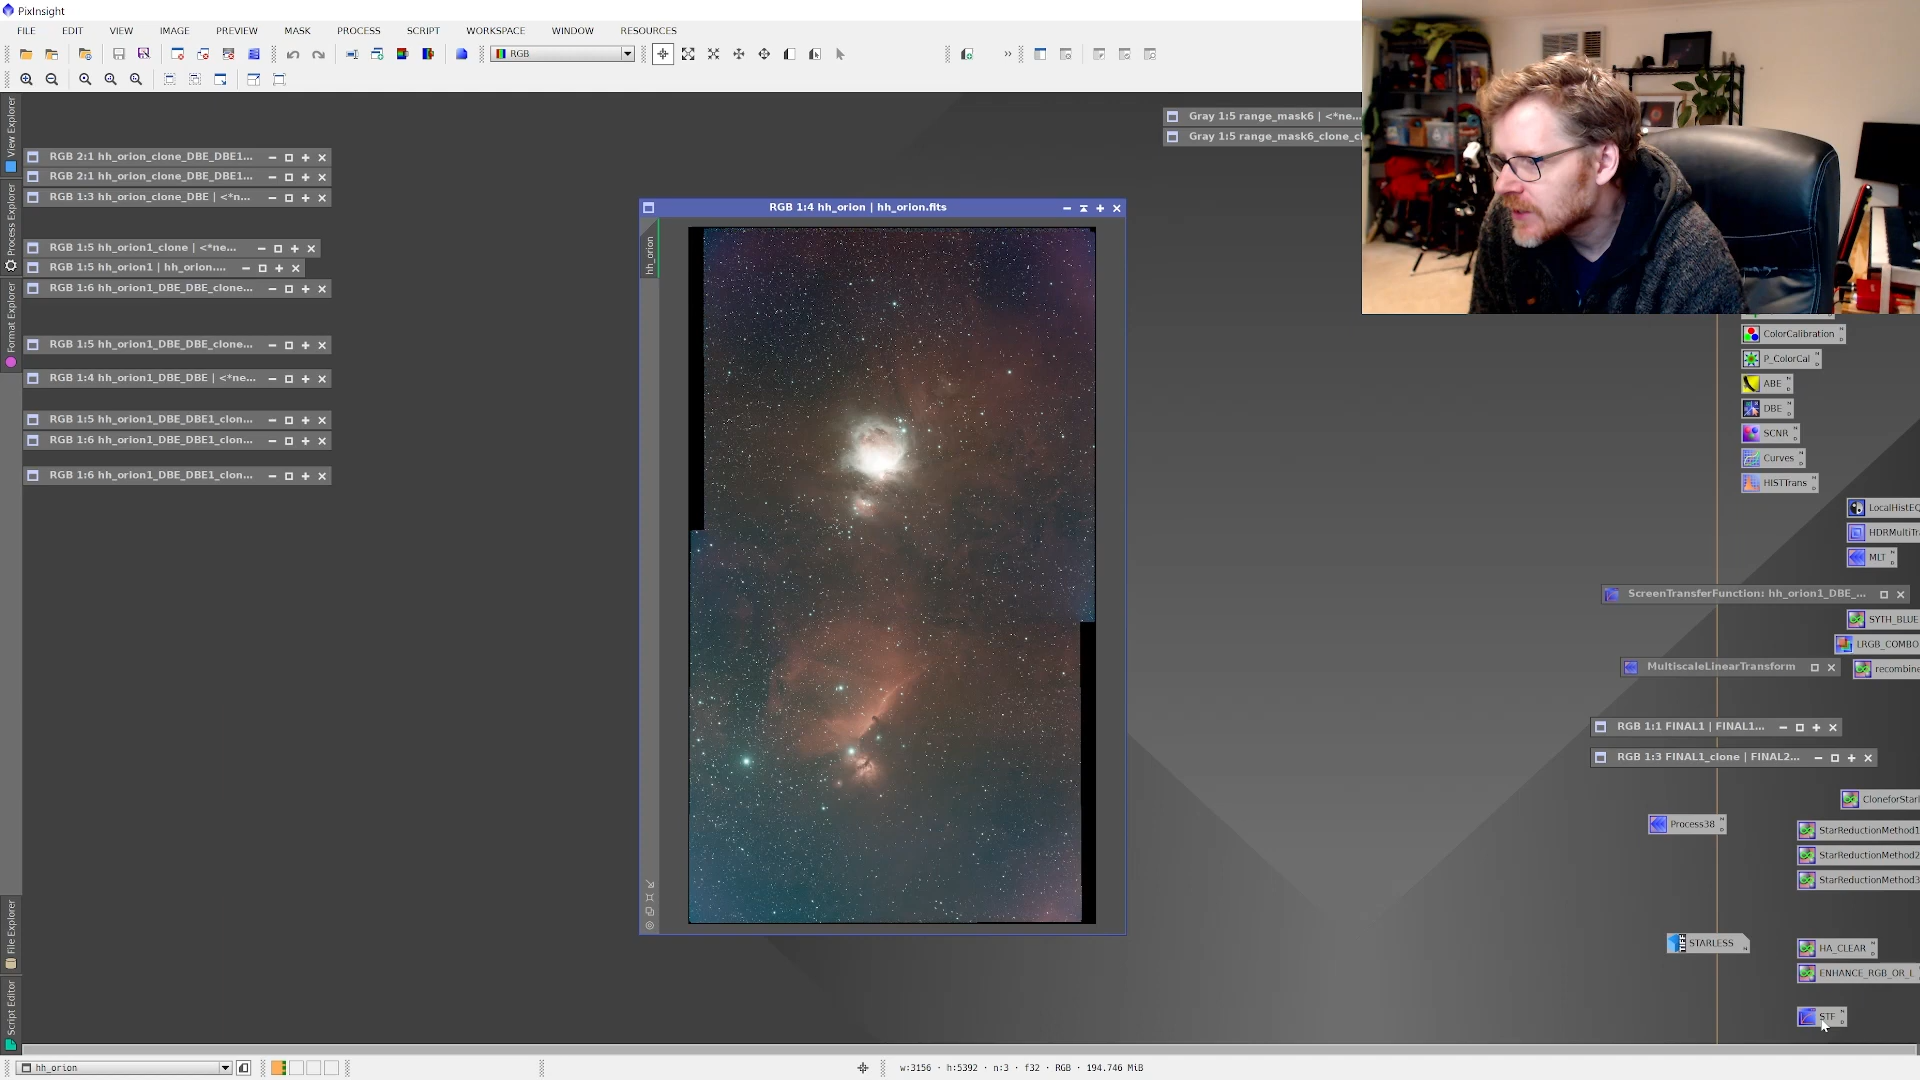 PixInsight
FILE EDIT VIEW IMAGE PREVIEW PROCESS MASK SCRIPT WORKSPACE WINDOW RESOURCES
RGB
View Explorer
Process Explorer
Format Explorer
File Explorer
Script Editor
RGB 2:1 hh_orion_clone_DBE_DBE1...
RGB 2:1 hh_orion_clone_DBE_DBE1...
RGB 1:3 hh_orion_clone_DBE | <*n...
RGB 1:5 hh_orion1_clone | <*ne...
RGB 1:5 hh_orion1 | hh_orion....
RGB 1:6 hh_orion1_DBE_DBE_clone...
RGB 1:5 hh_orion1_DBE_DBE_clone...
RGB 1:4 hh_orion1_DBE_DBE | <*ne...
RGB 1:5 hh_orion1_DBE_DBE1_clon...
RGB 1:6 hh_orion1_DBE_DBE1_clon...
RGB 1:6 hh_orion1_DBE_DBE1_clon...
RGB 1:4 hh_orion | hh_orion.fits
hh_orion
Gray 1:5 range_mask6 | <*ne...
Gray 1:5 range_mask6_clone_cl
ColorCalibration
P_ColorCal
ABE
DBE
SCNR
Curves
HISTTrans
LocalHistEQ
HDRMultiTr
MLT
ScreenTransferFunction: hh_orion1_DBE_...
SYTH_BLUE
LRGB_COMBO
MultiscaleLinearTransform
recombine
RGB 1:1 FINAL1 | FINAL1...
RGB 1:3 FINAL1_clone | FINAL2...
CloneforStarl
Process38
StarReductionMethod1
StarReductionMethod2
StarReductionMethod3
STARLESS
HA_CLEAR
ENHANCE_RGB_OR_L
STF
hh_orion
w:3156 · h:5392 · n:3 · f32 · RGB · 194.746 MiB